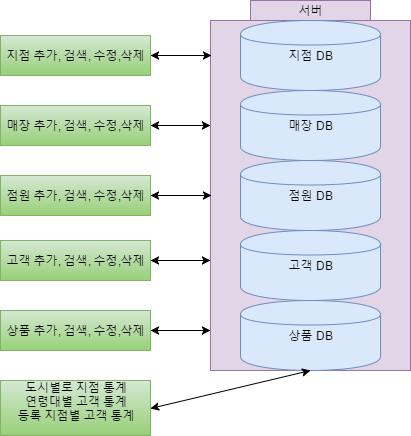 서버
지점 추가, 검색, 수정,삭제
지점 DB
매장 추가, 검색, 수정,삭제
매장 DB
점원 추가, 검색, 수정,삭제
점원 DB
고객 추가, 검색, 수정,삭제
고객 DB
상품 추가, 검색, 수정,삭제
상품 DB
도시별로 지점 통계
연령대별 고객 통계
등록 지점별 고객 통계